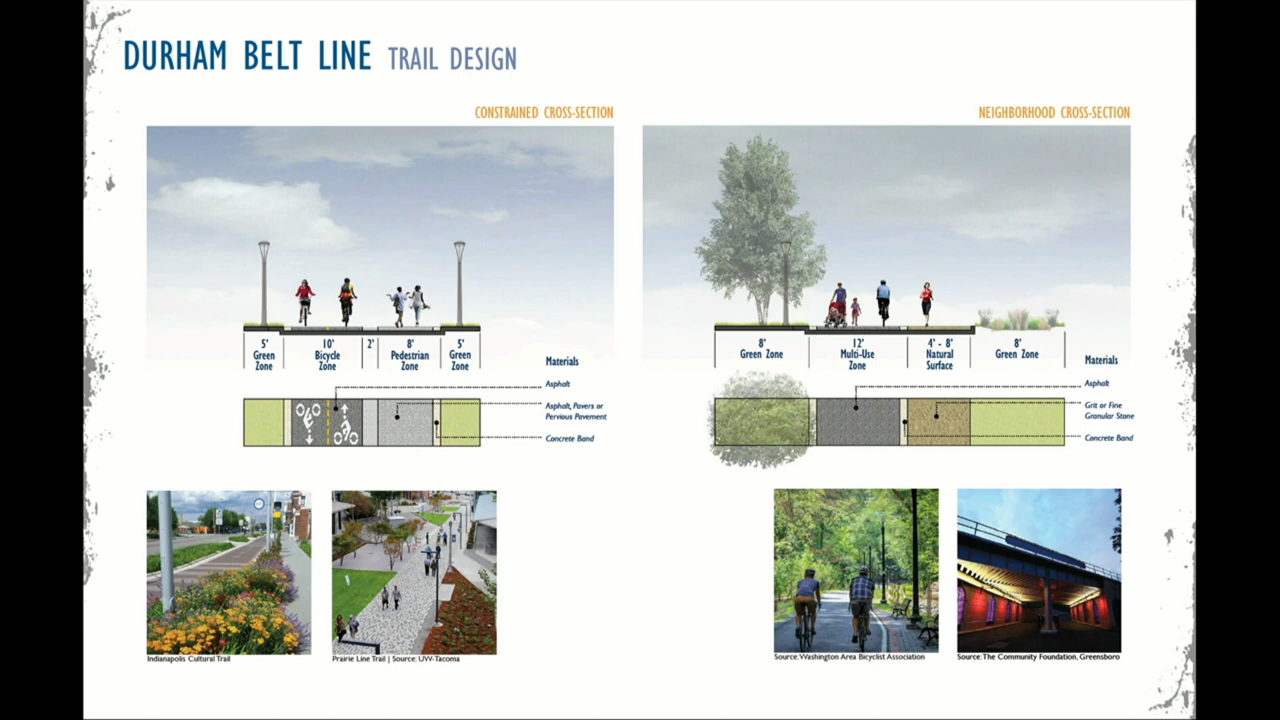 DURHAM BELT LINE TRAIL DESIGN
CONSTRAINED CROSS-SECTION
5'
Green
Zone
10'
Bicycle
Zone
2'
8'
Pedestrian
Zone
5'
Green
Zone
Materials
Asphalt
Asphalt, Pavers or
Pervious Pavement
Concrete Band
Indianapolis Cultural Trail
Prairie Line Trail | Source: UW-Tacoma
NEIGHBORHOOD CROSS-SECTION
8'
Green Zone
12'
Multi-Use
Zone
4' - 8'
Natural
Surface
8'
Green Zone
Materials
Asphalt
Grit or Fine
Granular Stone
Concrete Band
Source: Washington Area Bicyclist Association
Source: The Community Foundation, Greensboro